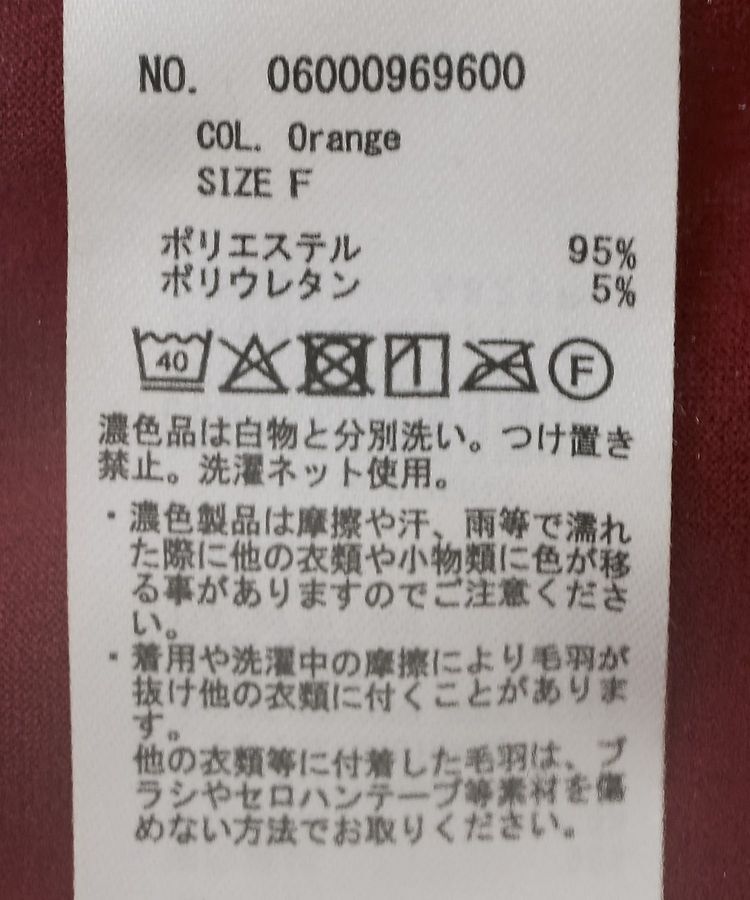 NO. 06000969600
COL. Orange
SIZE F
ポリエステル 95%
ポリウレタン 5%
40 F
濃色品は白物と分別洗い。つけ置き
禁止。洗濯ネット使用。
・濃色製品は摩擦や汗、雨等で濡れ
た際に他の衣類や小物類に色が移
る事がありますのでご注意くださ
い。
・着用や洗濯中の摩擦により毛羽が
抜け他の衣類に付くことがありま
す。
他の衣類等に付着した毛羽は、ブ
ラシやセロハンテープ等素材を傷
めない方法でお取りください。